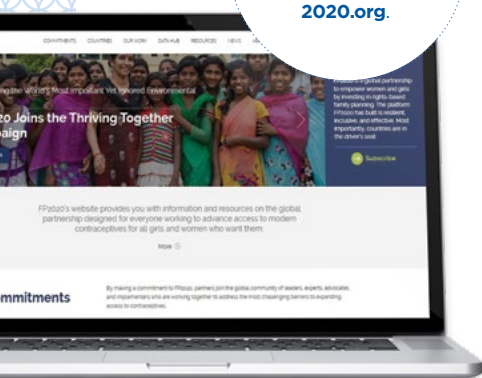 2020.org.
COMMITMENTS COUNTRIES OUR WORK DATA HUB RESOURCES NEWS
ing the World's Most Important Yet Ignored Environmental
20 Joins the Thriving Together
paign
is a global partnership
to empower women and girls
by investing in rights-based
family planning. The platform
FP2020 has built is resilient,
inclusive, and effective. Most
importantly, countries are in
the driver's seat.
Subscribe
FP2020's website provides you with information and resources on the global
partnership designed for everyone working to advance access to modern
contraceptives for all girls and women who want them.
More
mmitments
By making a commitment to FP2020, partners join the global community of leaders, experts, advocates,
and implementers who are working together to address the most challenging barriers to expanding
access to contraceptives.